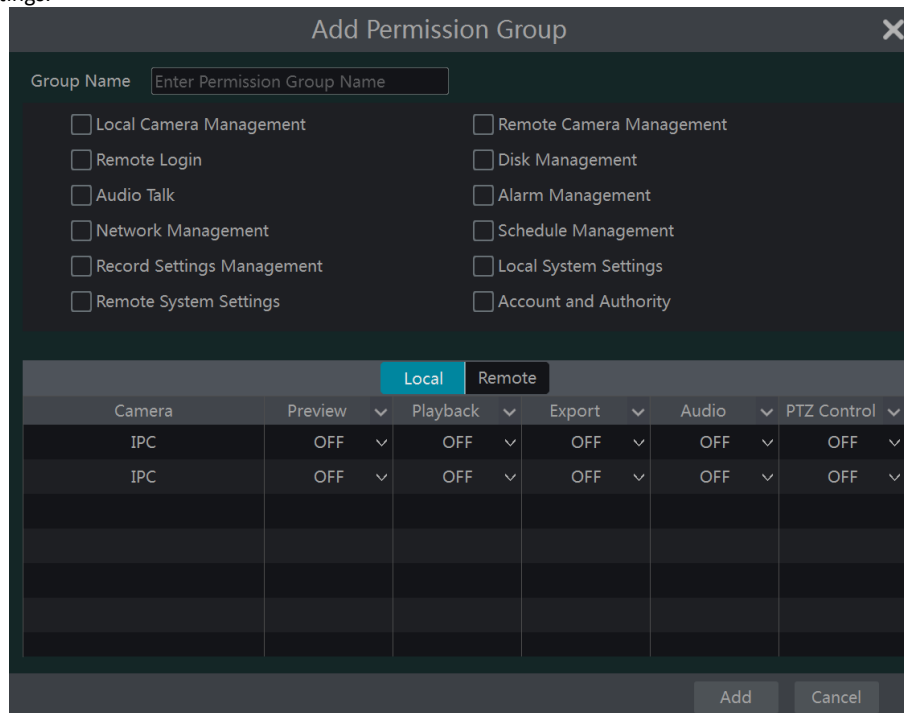 Add Permission Group
Group Name Enter Permission Group Name
Local Camera Management Remote Camera Management
Remote Login Disk Management
Audio Talk Alarm Management
Network Management Schedule Management
Record Settings Management Local System Settings
Remote System Settings Account and Authority
Local Remote
Camera Preview Playback Export Audio PTZ Control
IPC OFF OFF OFF OFF OFF
IPC OFF OFF OFF OFF OFF
Add Cancel